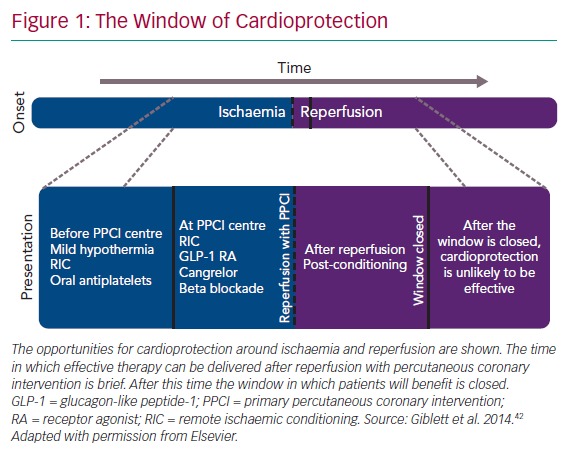 Figure 1: The Window of Cardioprotection
Time
Onset
Ischaemia
Reperfusion
Presentation
Before PPCI centre
Mild hypothermia
RIC
Oral antiplatelets
At PPCI centre
RIC
GLP-1 RA
Cangrelor
Beta blockade
Reperfusion with PPCI
After reperfusion
Post-conditioning
Window closed
After the
window is closed,
cardioprotection
is unlikely to be
effective
The opportunities for cardioprotection around ischaemia and reperfusion are shown. The time
in which effective therapy can be delivered after reperfusion with percutaneous coronary
intervention is brief. After this time the window in which patients will benefit is closed.
GLP-1 = glucagon-like peptide-1; PPCI = primary percutaneous coronary intervention;
RA = receptor agonist; RIC = remote ischaemic conditioning. Source: Giblett et al. 2014.⁴²
Adapted with permission from Elsevier.